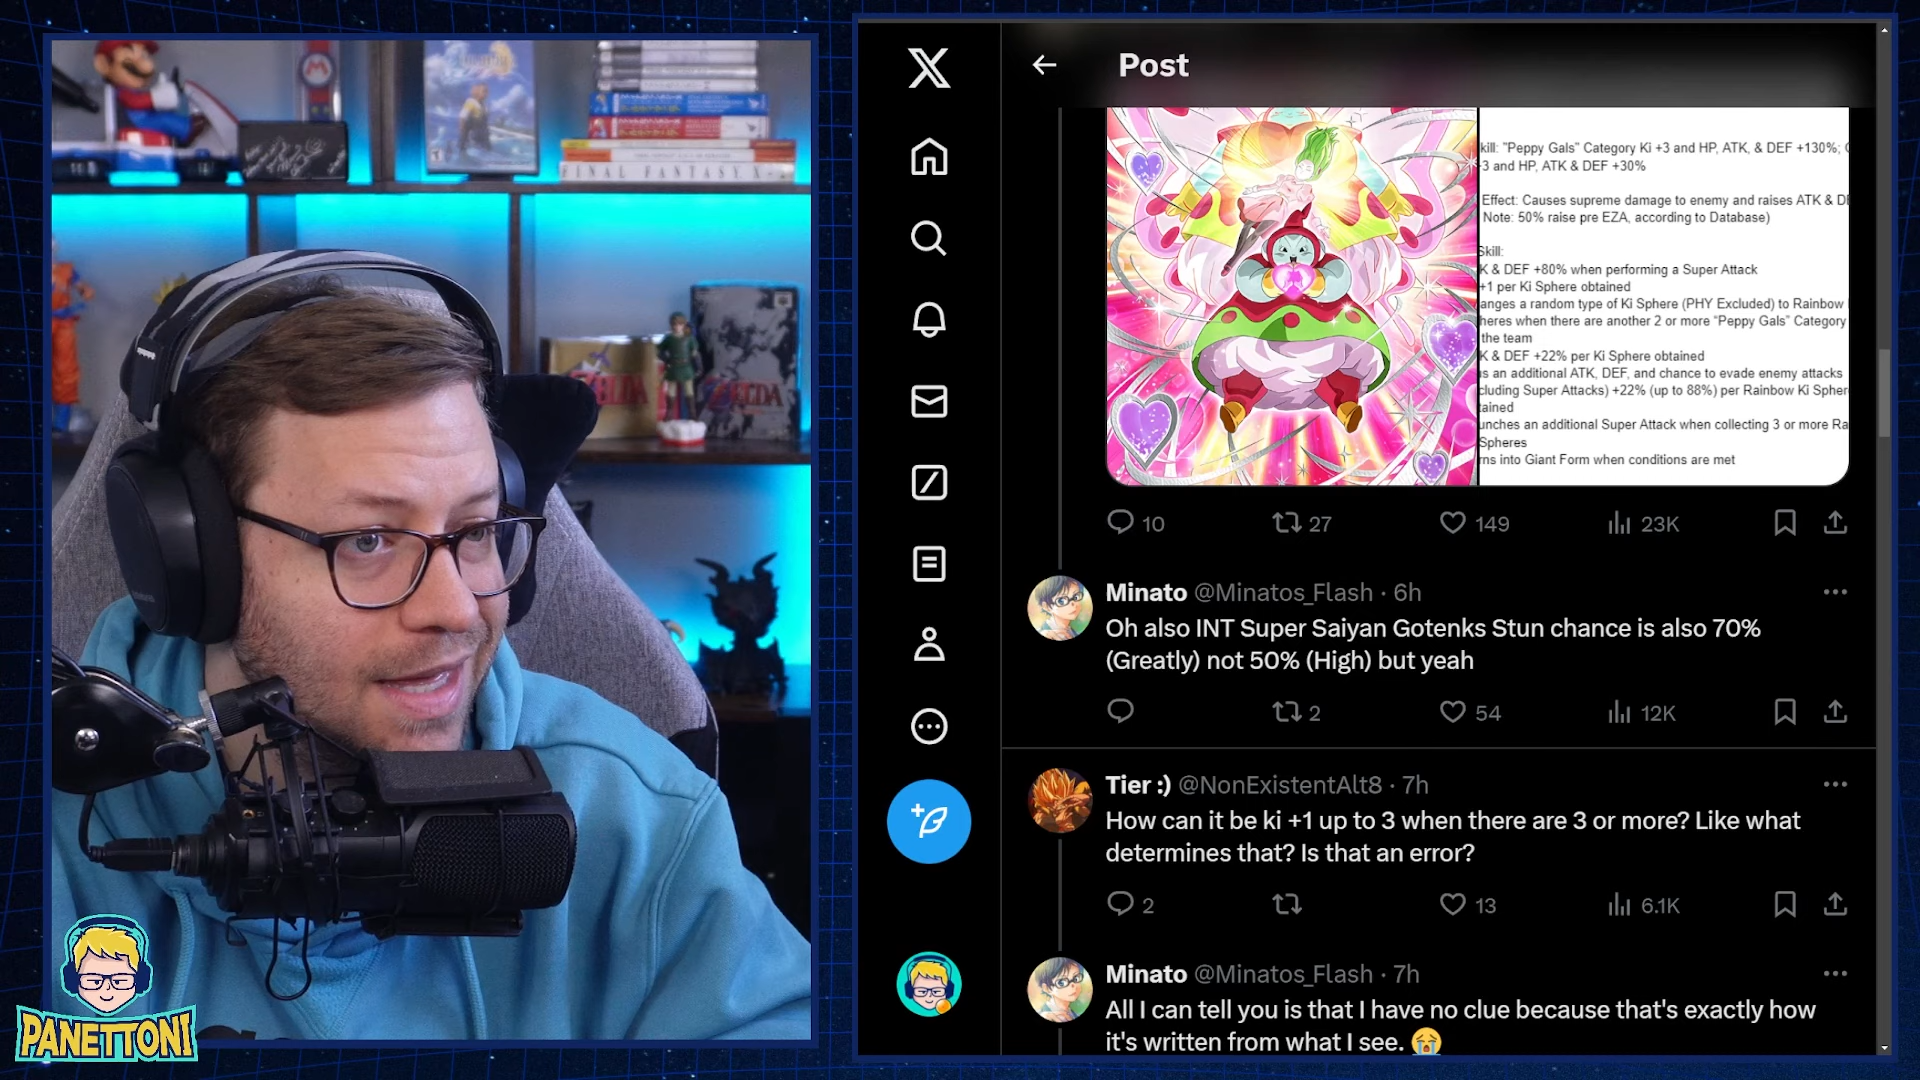 Post
kill: "Peppy Gals" Category Ki +3 and HP, ATK, & DEF +130%;
3 and HP, ATK & DEF +30%
Effect: Causes supreme damage to enemy and raises ATK &
Note: 50% raise pre EZA, according to Database)
Skill:
K & DEF +80% when performing a Super Attack
+1 per Ki Sphere obtained
anges a random type of Ki Sphere (PHY Excluded) to Rainbow
heres when there are another 2 or more “Peppy Gals” Category
the team
K & DEF +22% per Ki Sphere obtained
s an additional ATK, DEF, and chance to evade enemy attacks
cluding Super Attacks) +22% (up to 88%) per Rainbow Ki Spher
tained
unches an additional Super Attack when collecting 3 or more Ra
Spheres
ns into Giant Form when conditions are met
10 27 149 23K
Minato @Minatos_Flash · 6h
Oh also INT Super Saiyan Gotenks Stun chance is also 70%
(Greatly) not 50% (High) but yeah
2 54 12K
Tier :) @NonExistentAlt8 · 7h
How can it be ki +1 up to 3 when there are 3 or more? Like what
determines that? Is that an error?
2 13 6.1K
Minato @Minatos_Flash · 7h
All I can tell you is that I have no clue because that's exactly how
it's written from what I see. 😭
PANETTONI
FINAL FANTASY X-2
ZELDA
ZELDA